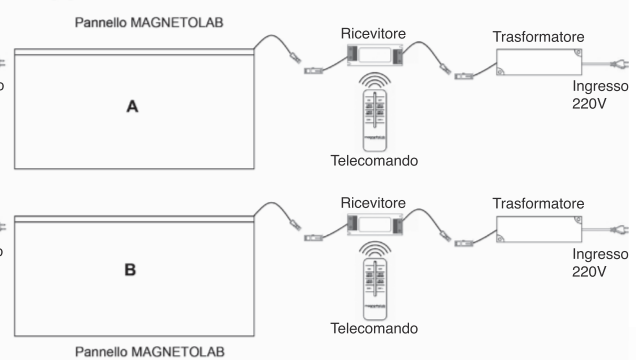 Pannello MAGNETOLAB
Ricevitore
Trasformatore
A
Ingresso
220V
Telecomando
Ricevitore
Trasformatore
B
Ingresso
220V
Telecomando
Pannello MAGNETOLAB